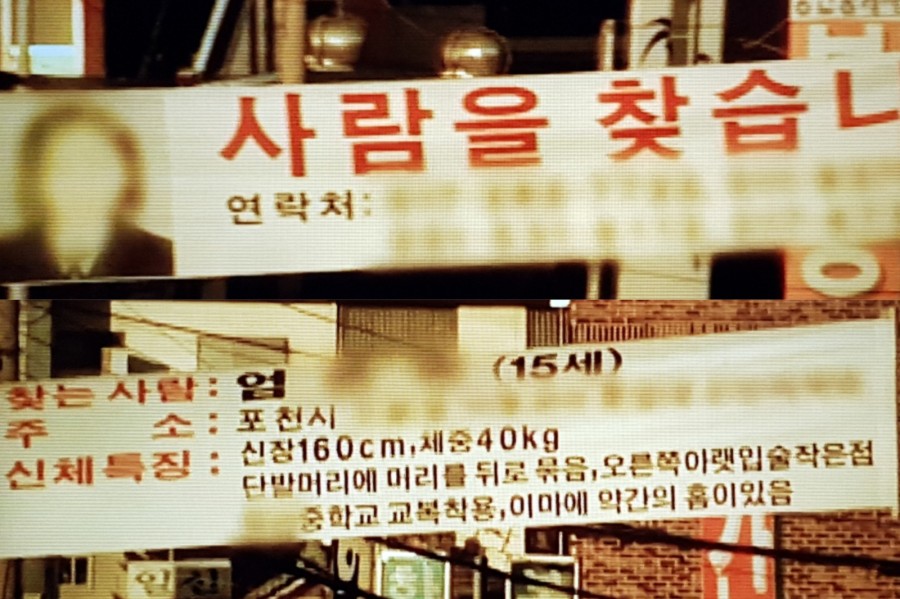 사람을 찾습니
연락처:
찾는사람: 엄 (15세)
주 소: 포천시
신체특징: 신장160cm,체중40kg
단발머리에 머리를 뒤로 묶음,오른쪽아랫입술작은점
중학교 교복착용,이마에 약간의 흠이있음